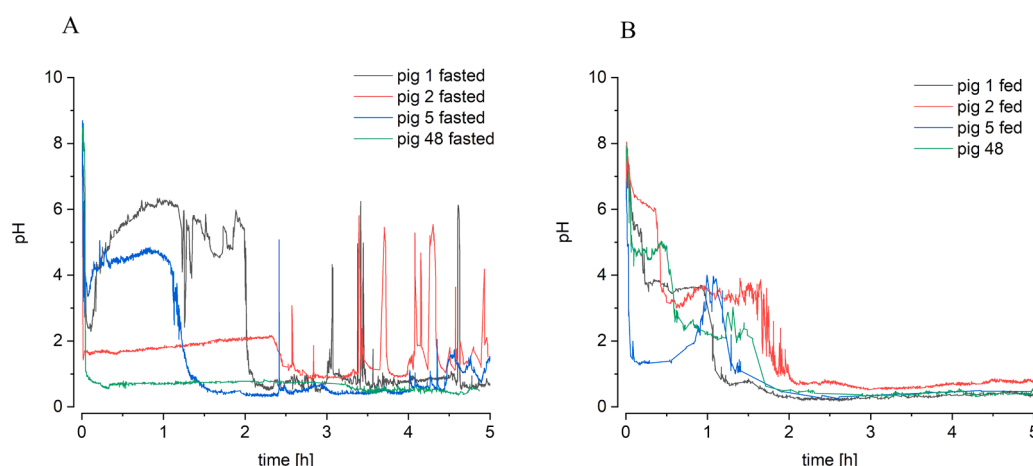 A
pig 1 fasted
pig 2 fasted
pig 5 fasted
pig 48 fasted
10
8
6
4
2
0
pH
0
1
2
3
4
5
time [h]
B
pig 1 fed
pig 2 fed
pig 5 fed
pig 48
10
8
6
4
2
0
pH
0
1
2
3
4
5
time [h]